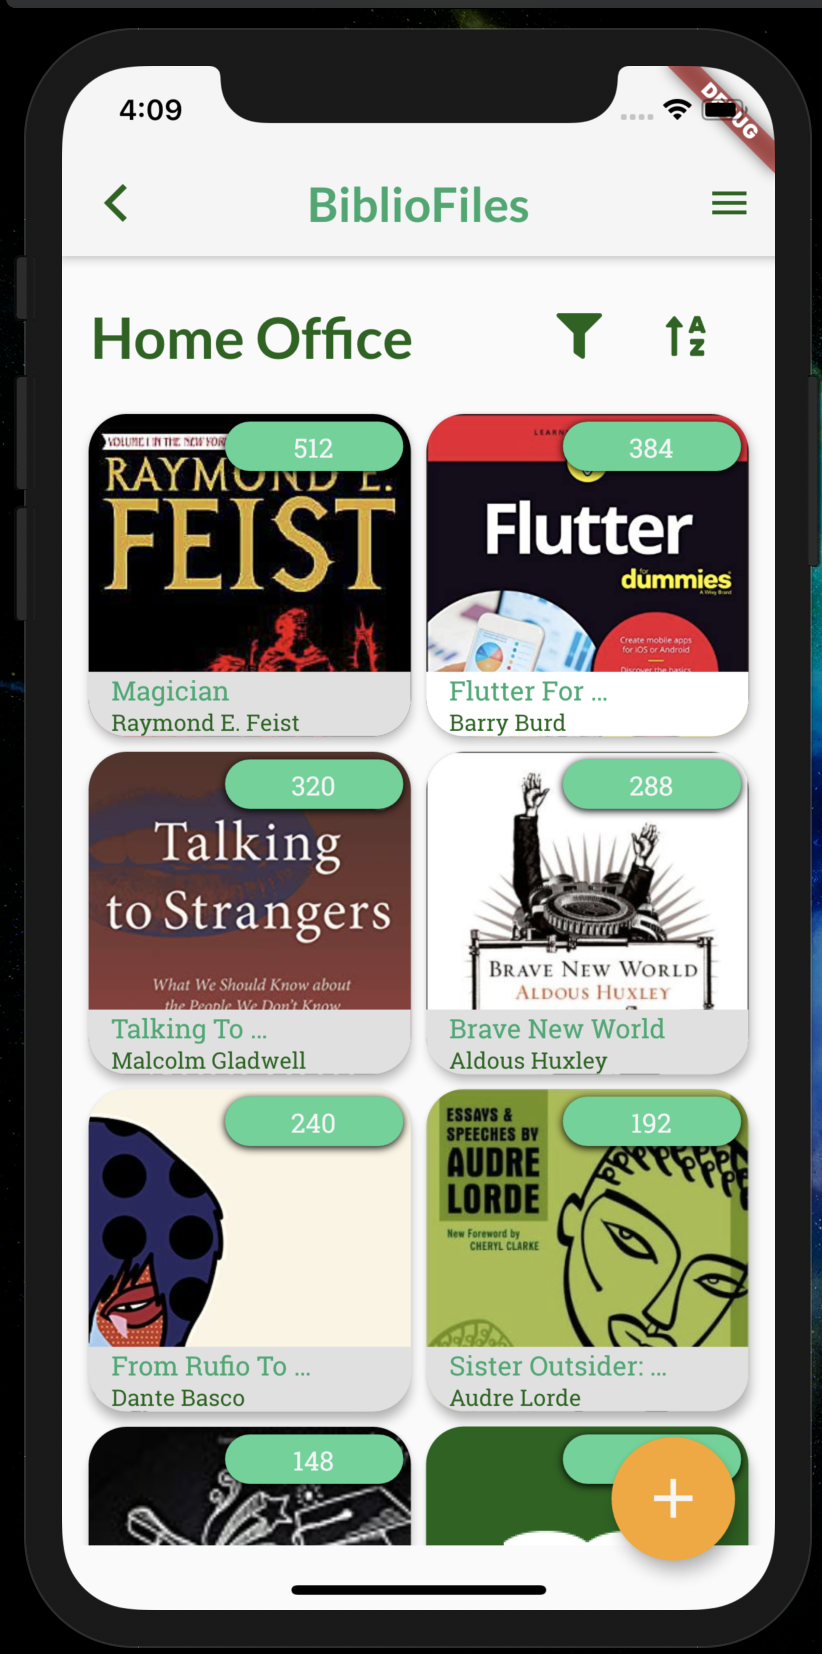 4:09
DEBUG
BiblioFiles
Home Office
A
Z
VOLUME I IN THE NEW YOR
512
RAYMOND E.
FEIST
Magician
Raymond E. Feist
LEARN
384
Flutter
for
dummies
A Wiley Brand
Create mobile apps
for iOS or Android
Discover the basics
Flutter For ...
Barry Burd
320
Talking
to Strangers
What We Should Know about
the People We Don't Know
Talking To ...
Malcolm Gladwell
288
BRAVE NEW WORLD
ALDOUS HUXLEY
Brave New World
Aldous Huxley
240
From Rufio To ...
Dante Basco
ESSAYS &
SPEECHES BY
AUDRE
LORDE
New Foreword by
CHERYL CLARKE
192
Sister Outsider: ...
Audre Lorde
148